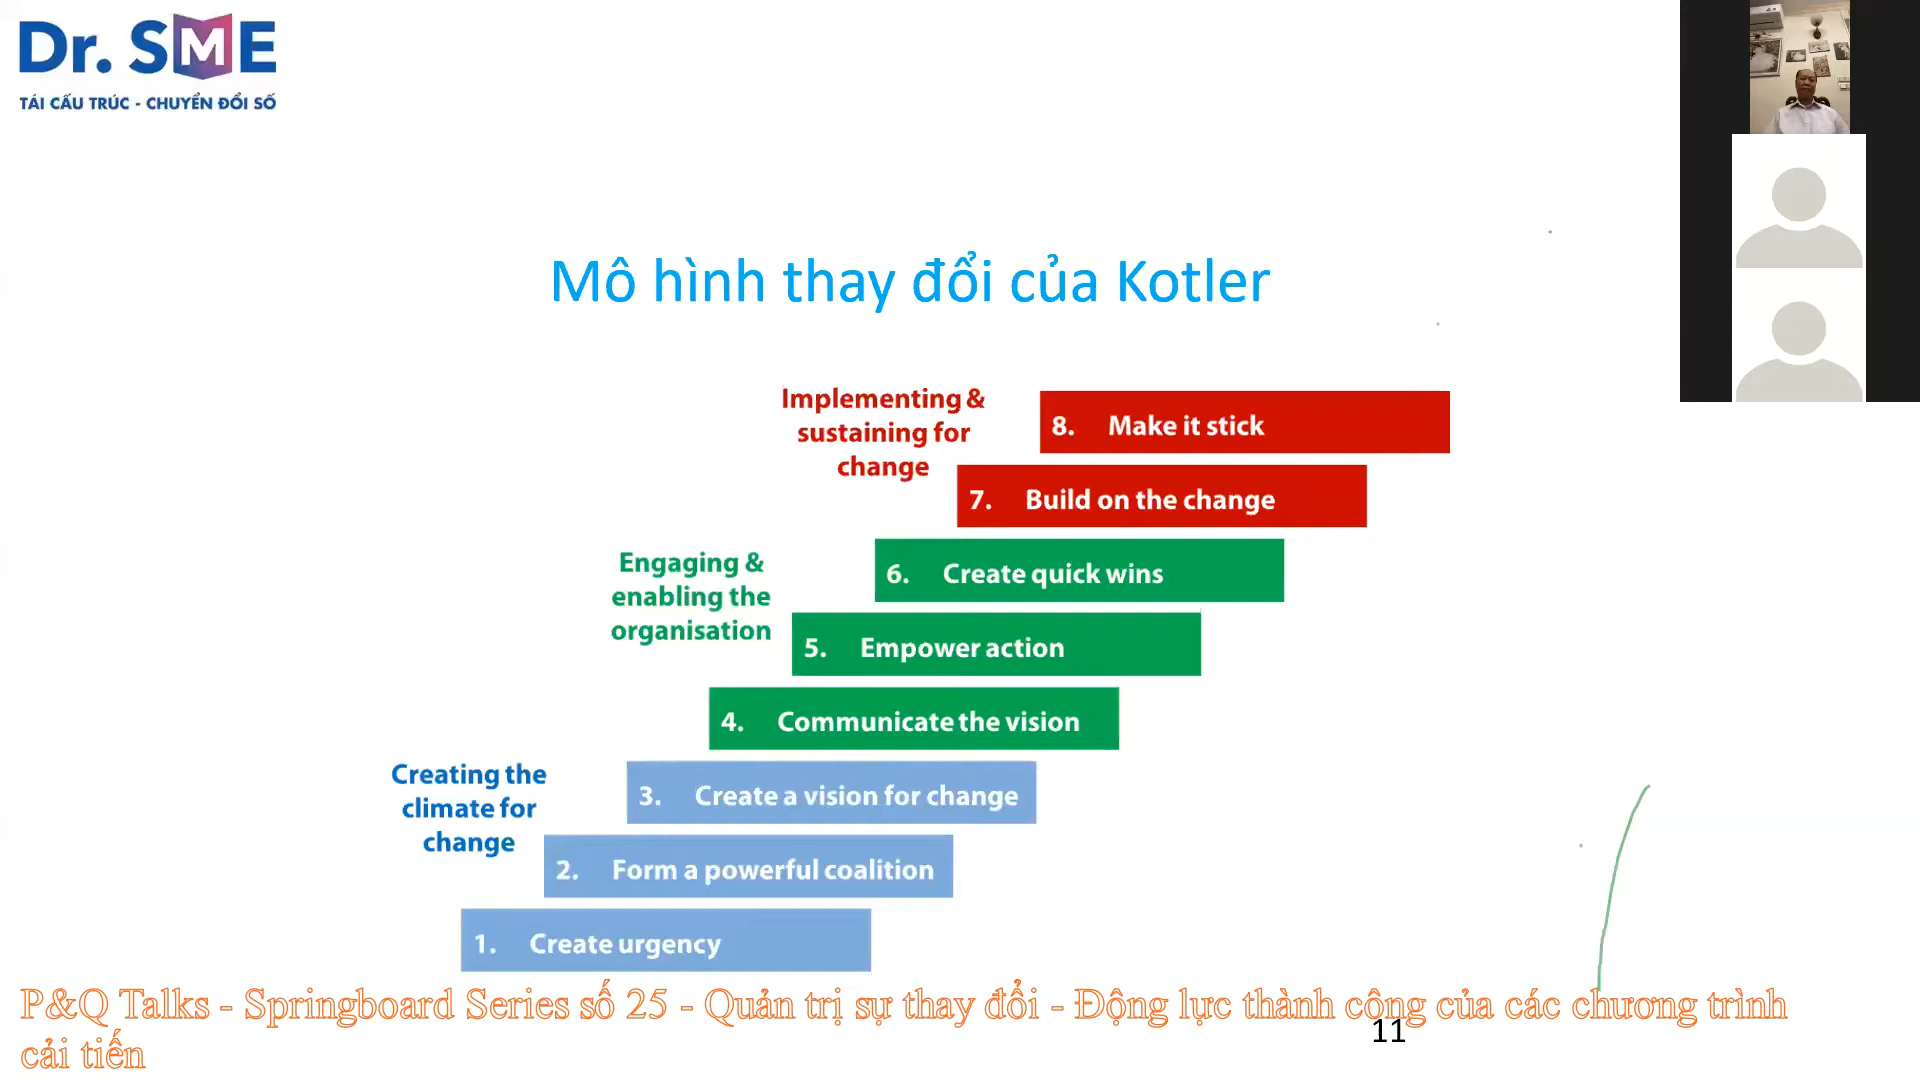 Dr. SME
TÁI CẤU TRÚC - CHUYỂN ĐỔI SỐ
Mô hình thay đổi của Kotler
Implementing &
sustaining for
change
8. Make it stick
7. Build on the change
Engaging &
enabling the
organisation
6. Create quick wins
5. Empower action
4. Communicate the vision
Creating the
climate for
change
3. Create a vision for change
2. Form a powerful coalition
1. Create urgency
P&Q Talks - Springboard Series số 25 - Quản trị sự thay đổi - Động lực thành công của các chương trình
cải tiến
11